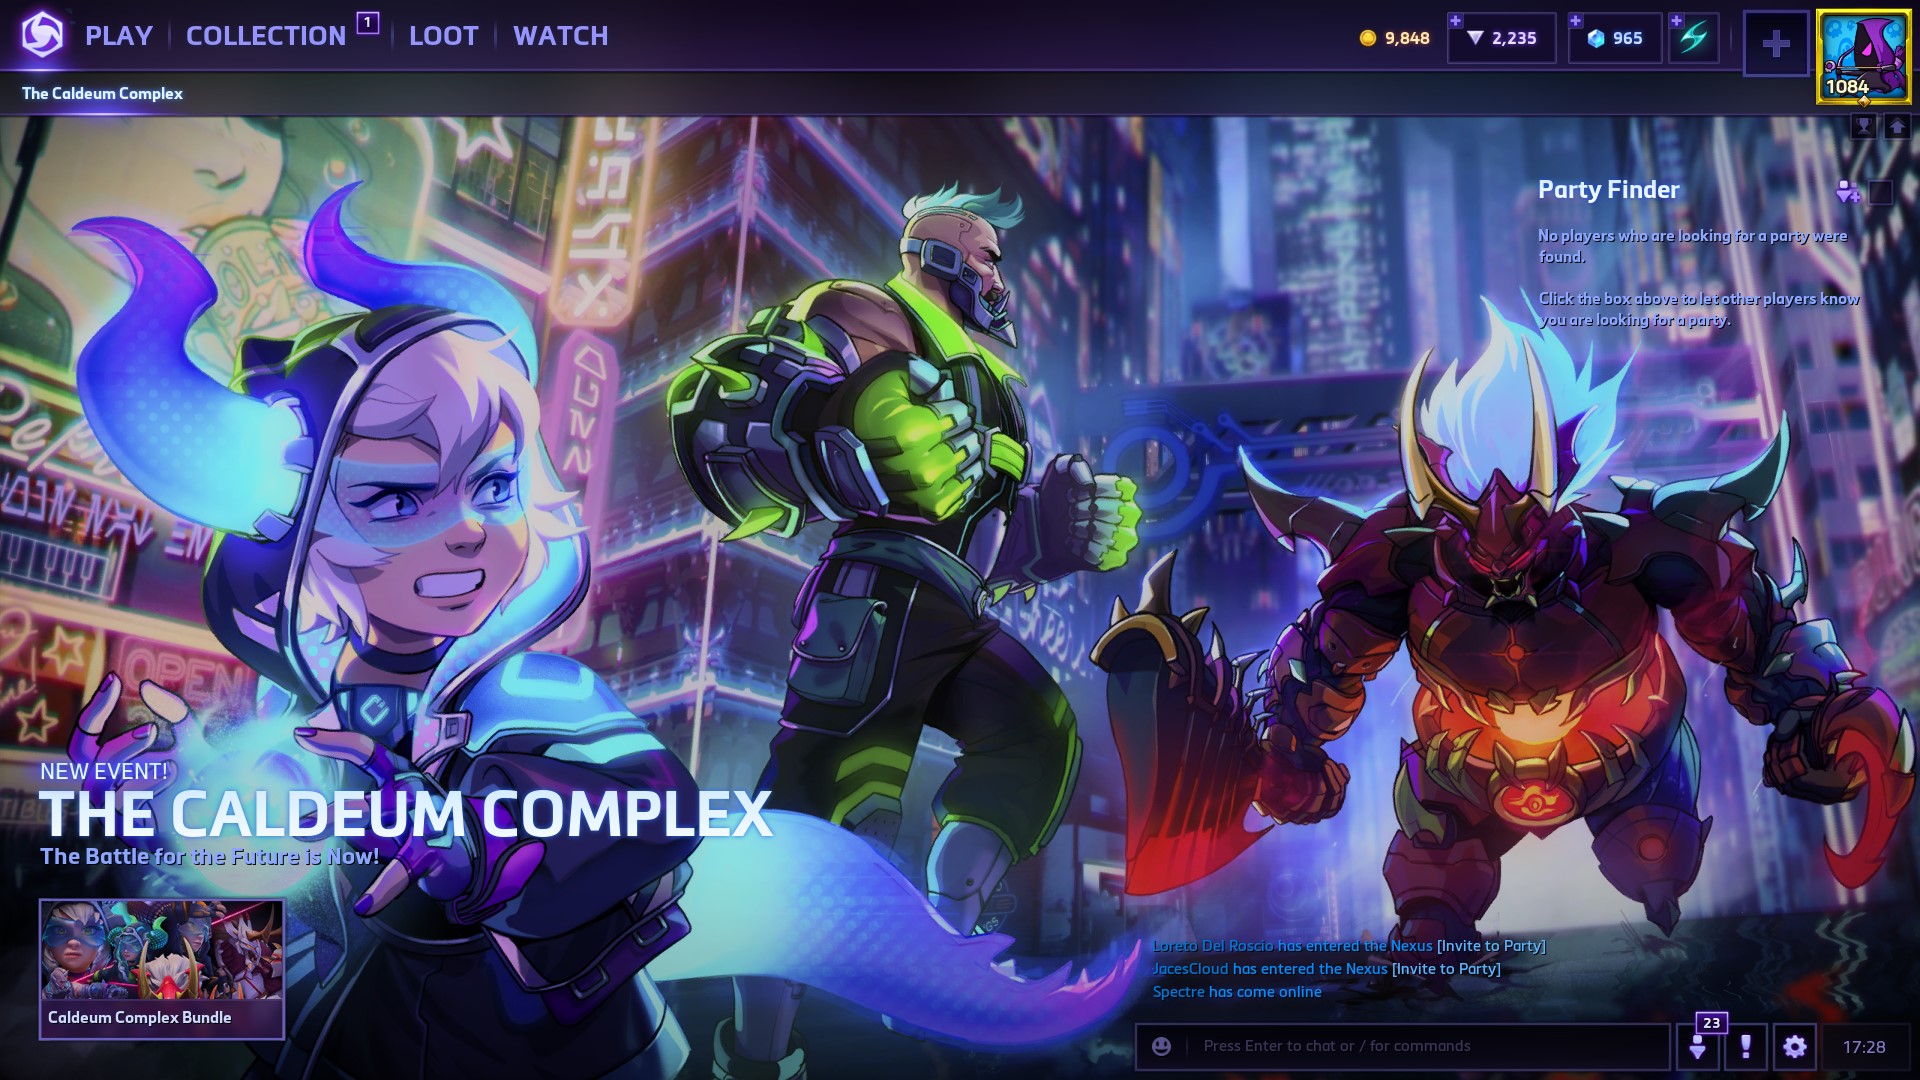 PLAY
COLLECTION
1
LOOT
WATCH
9,848
2,235
965
1084
The Caldeum Complex
Party Finder
No players who are looking for a party were
found.
Click the box above to let other players know
you are looking for a party.
OPEN
NEW EVENT!
THE CALDEUM COMPLEX
The Battle for the Future is Now!
Caldeum Complex Bundle
Loreto Del Roscio has entered the Nexus [Invite to Party]
JacesCloud has entered the Nexus [Invite to Party]
Spectre has come online
Press Enter to chat or / for commands
23
17:28